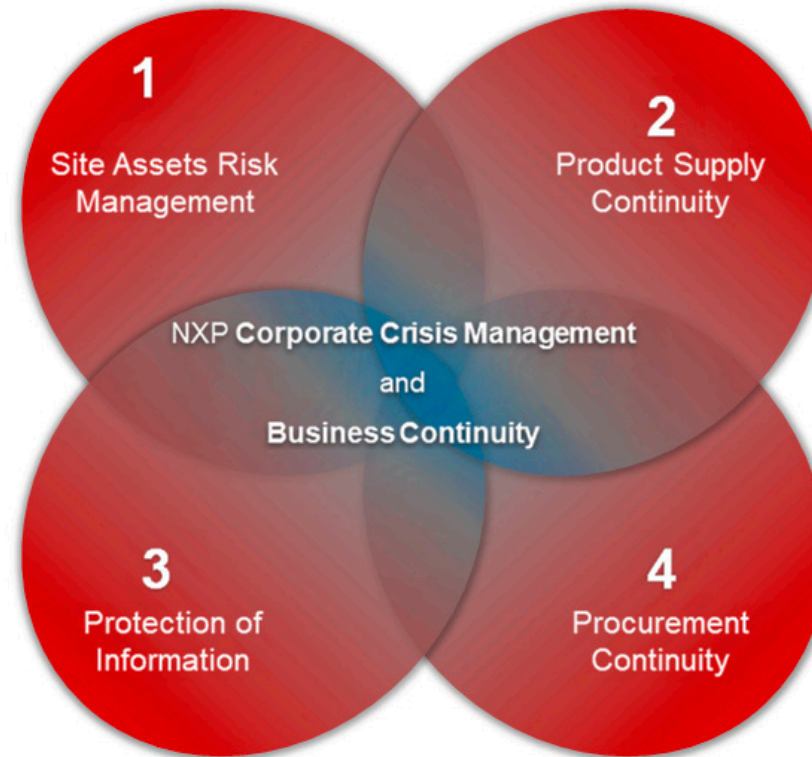 1
Site Assets Risk
Management
2
Product Supply
Continuity
NXP Corporate Crisis Management
and
Business Continuity
3
Protection of
Information
4
Procurement
Continuity